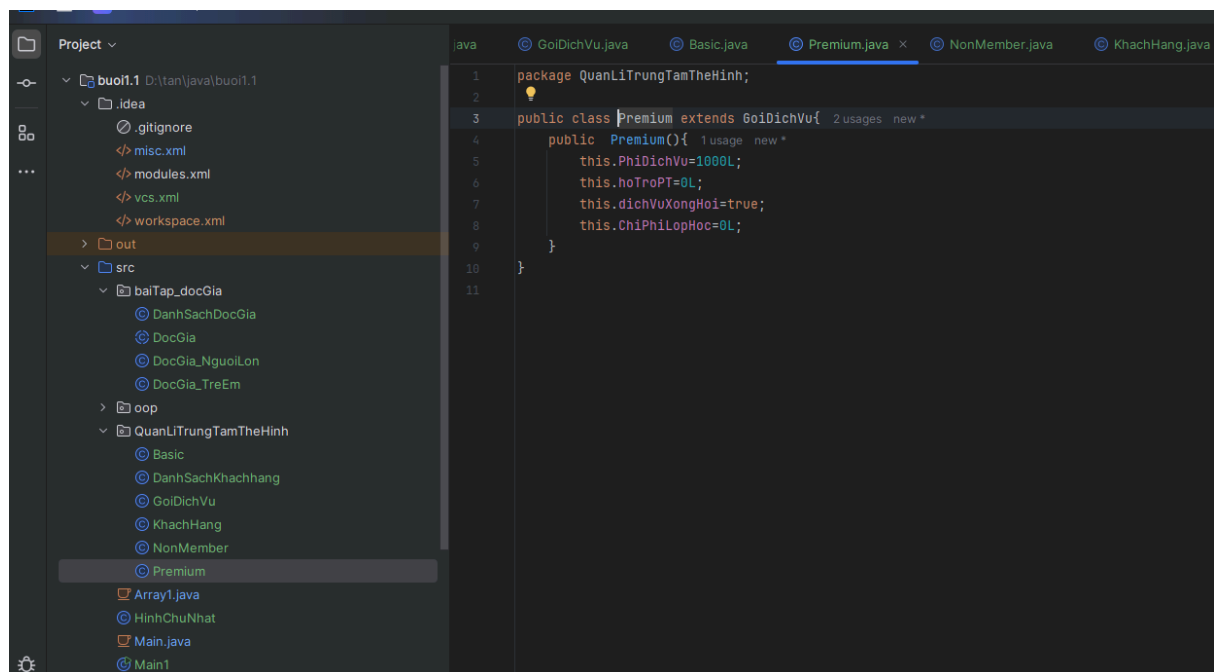 Project
buoi1.1 D:\tan\java\buoi1.1
.idea
.gitignore
misc.xml
modules.xml
vcs.xml
workspace.xml
out
src
baiTap_docGia
DanhSachDocGia
DocGia
DocGia_NguoiLon
DocGia_TreEm
oop
QuanLiTrungTamTheHinh
Basic
DanhSachKhachhang
GoiDichVu
KhachHang
NonMember
Premium
Array1.java
HinhChuNhat
Main.java
Main1
java GoiDichVu.java Basic.java Premium.java NonMember.java KhachHang.java
1 package QuanLiTrungTamTheHinh;
2
3 public class Premium extends GoiDichVu{ 2 usages new *
4 public Premium(){ 1 usage new *
5 this.PhiDichVu=1000L;
6 this.hoTroPT=0L;
7 this.dichVuXongHoi=true;
8 this.ChiPhiLopHoc=0L;
9 }
10 }
11